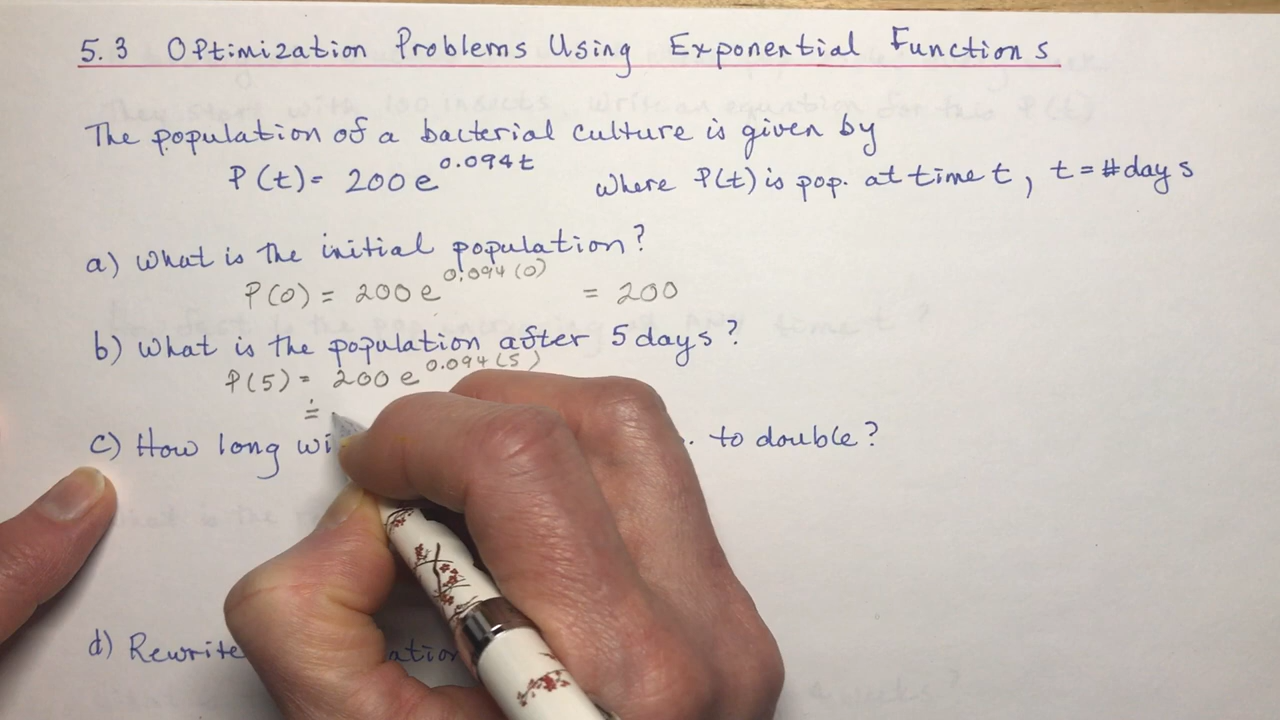 5.3 Optimization Problems Using Exponential Functions
The population of a bacterial culture is given by
P(t) = 200e^0.094t where P(t) is pop. at time t, t = # days
a) What is the initial population?
P(0) = 200e^0.094(0) = 200
b) What is the population after 5 days?
P(5) = 200e^0.094(5)
≐
c) How long to double?
d) Rewrite